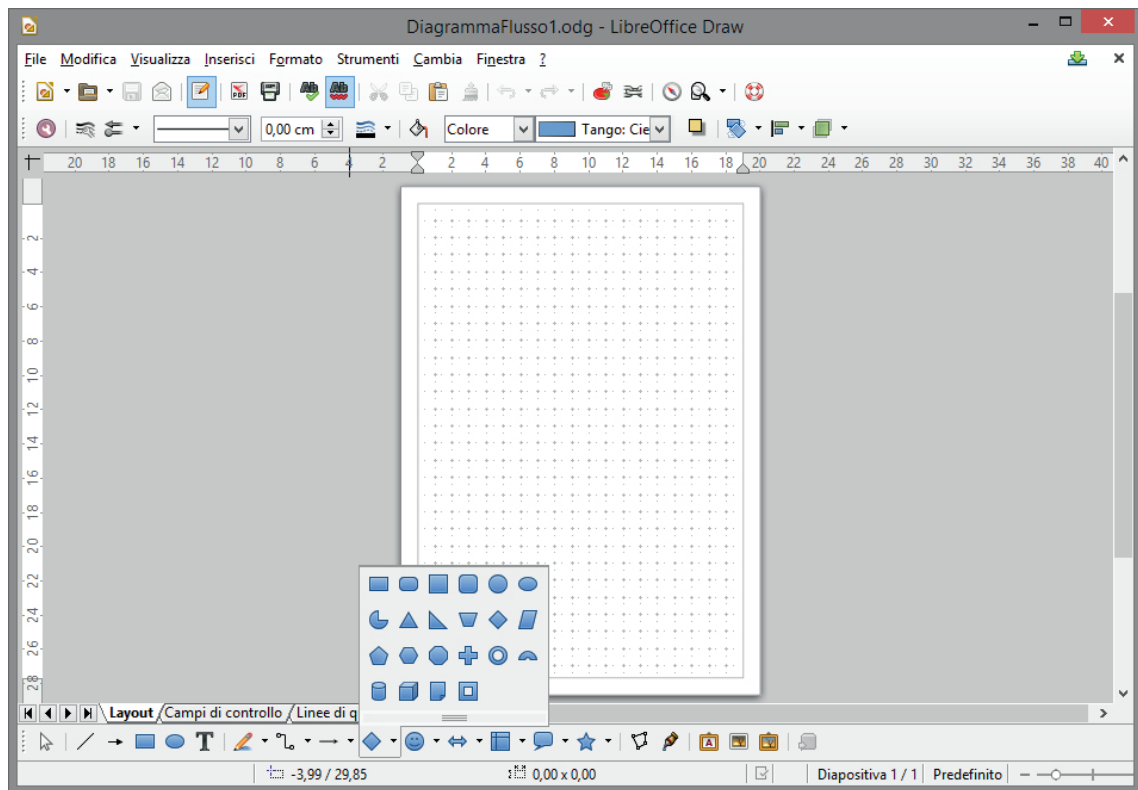 DiagrammaFlusso1.odg - LibreOffice Draw
File Modifica Visualizza Inserisci Formato Strumenti Cambia Finestra ?
PDF Ab Ab
0,00 cm Colore Tango: Cie
20 18 16 14 12 10 8 6 4 2 2 4 6 8 10 12 14 16 18 20 22 24 26 28 30 32 34 36 38 40
2
4
6
8
10
12
14
16
18
20
22
24
26
28
Layout Campi di controllo Linee di q
T A
-3,99 / 29,85 0,00 x 0,00 Diapositiva 1 / 1 Predefinito